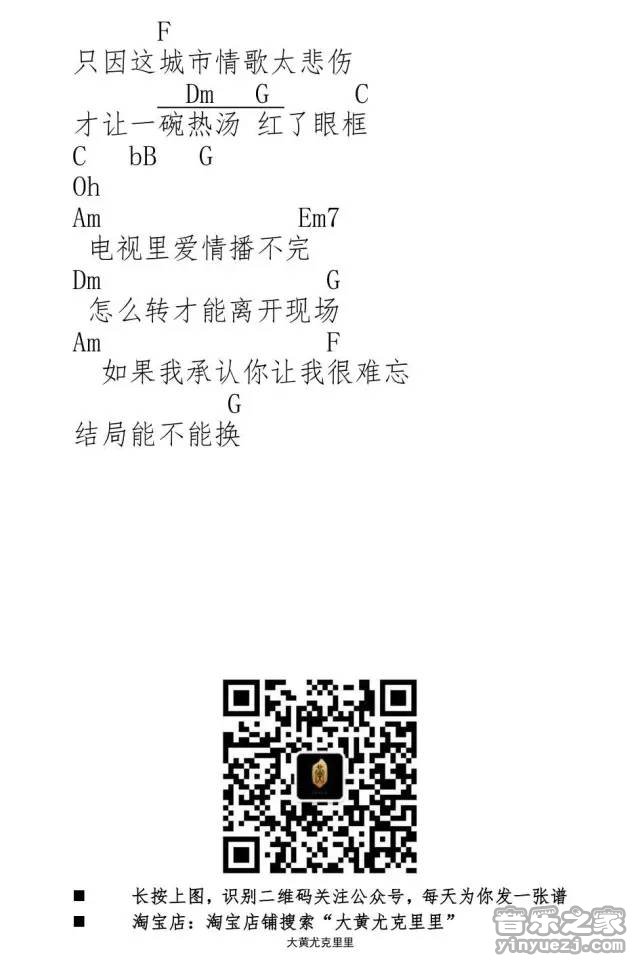 F
只因这城市情歌太悲伤
Dm G C
才让一碗热汤 红了眼框
C bB G
Oh
Am Em7
电视里爱情播不完
Dm G
怎么转才能离开现场
Am F
如果我承认你让我很难忘
G
结局能不能换
■ 长按上图，识别二维码关注公众号，每天为你发一张谱
■ 淘宝店：淘宝店铺搜索“大黄尤克里里”
大黄尤克里里
音乐之家
yinyuezj.com